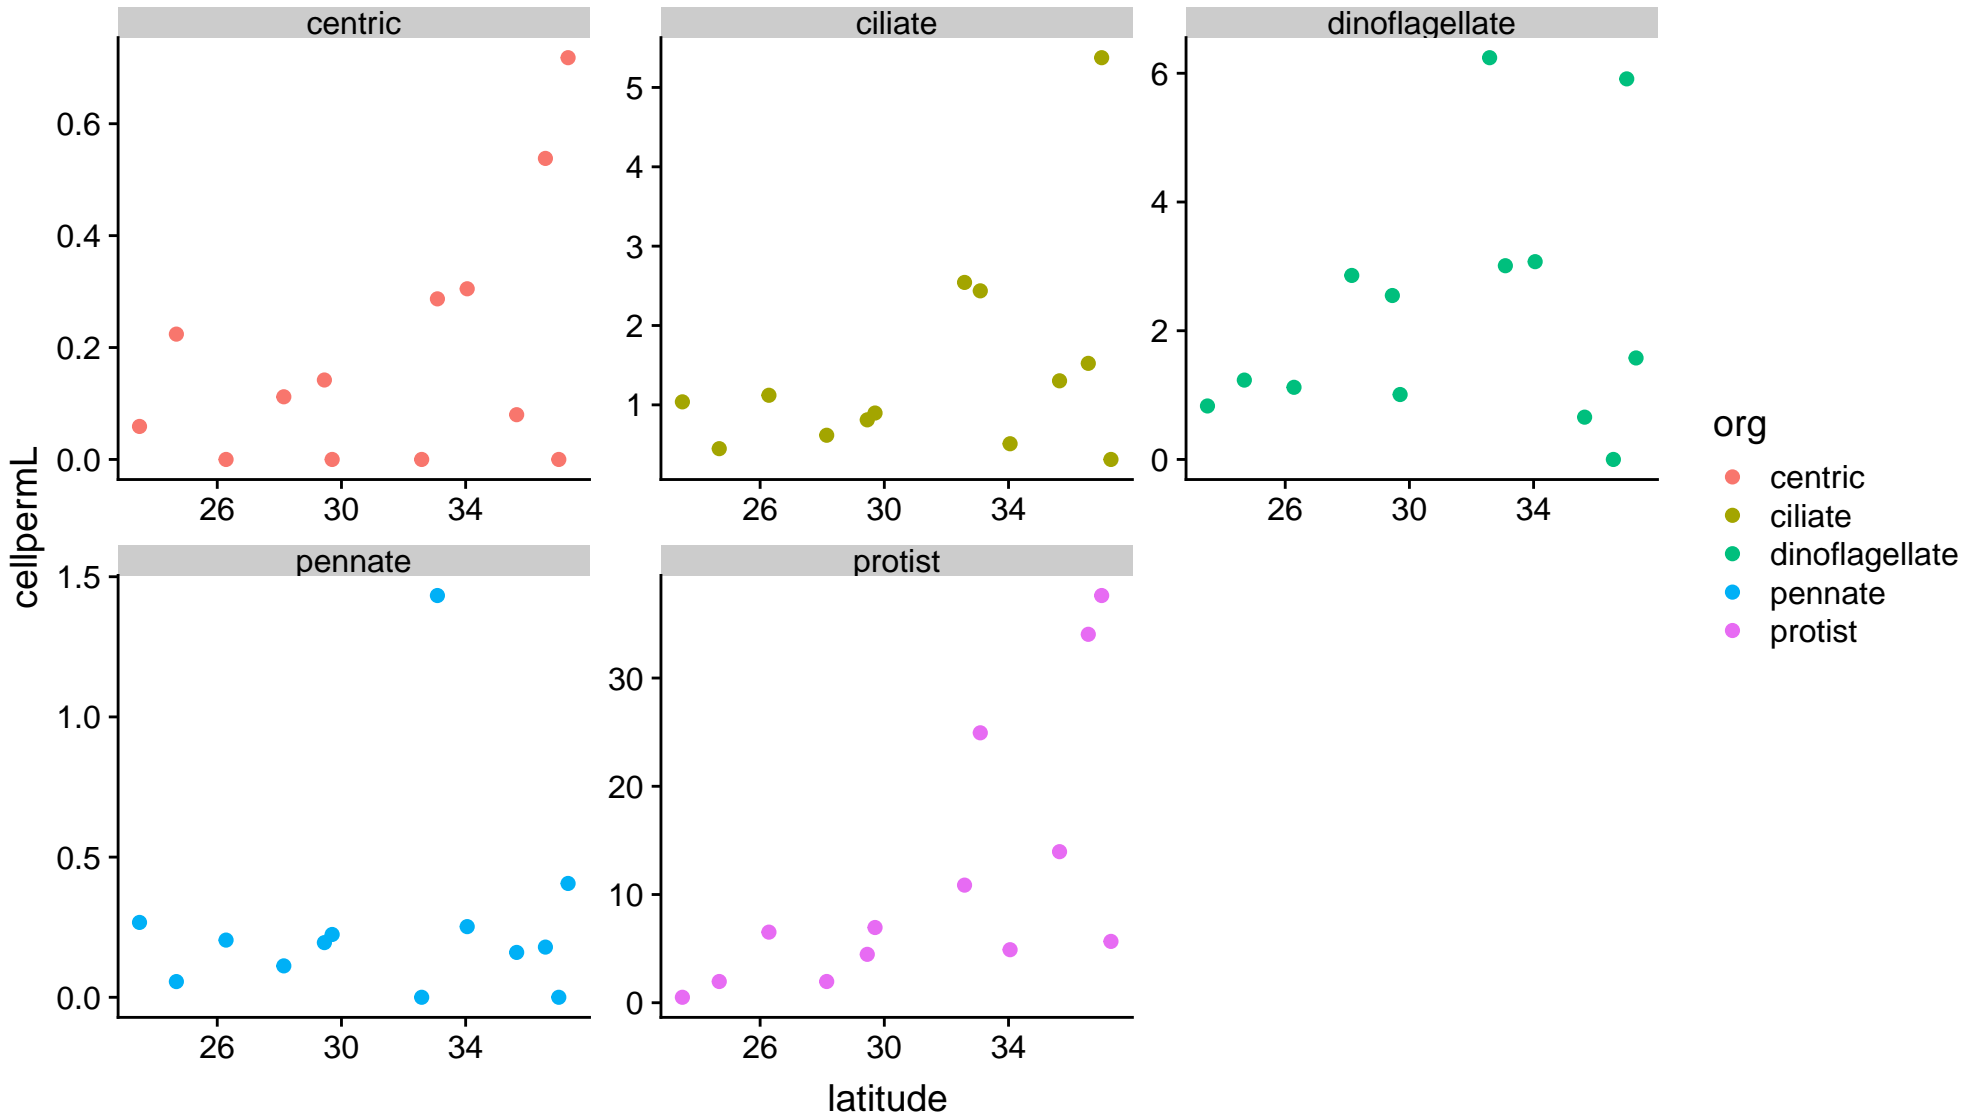 centric
ciliate
dinoflagellate
0.6
0.4
0.2
0.0
5
4
3
2
1
6
4
2
0
26 30 34
26 30 34
26 30 34
cellpermL
pennate
protist
1.5
1.0
0.5
0.0
30
20
10
0
26 30 34
26 30 34
latitude
org
centric
ciliate
dinoflagellate
pennate
protist